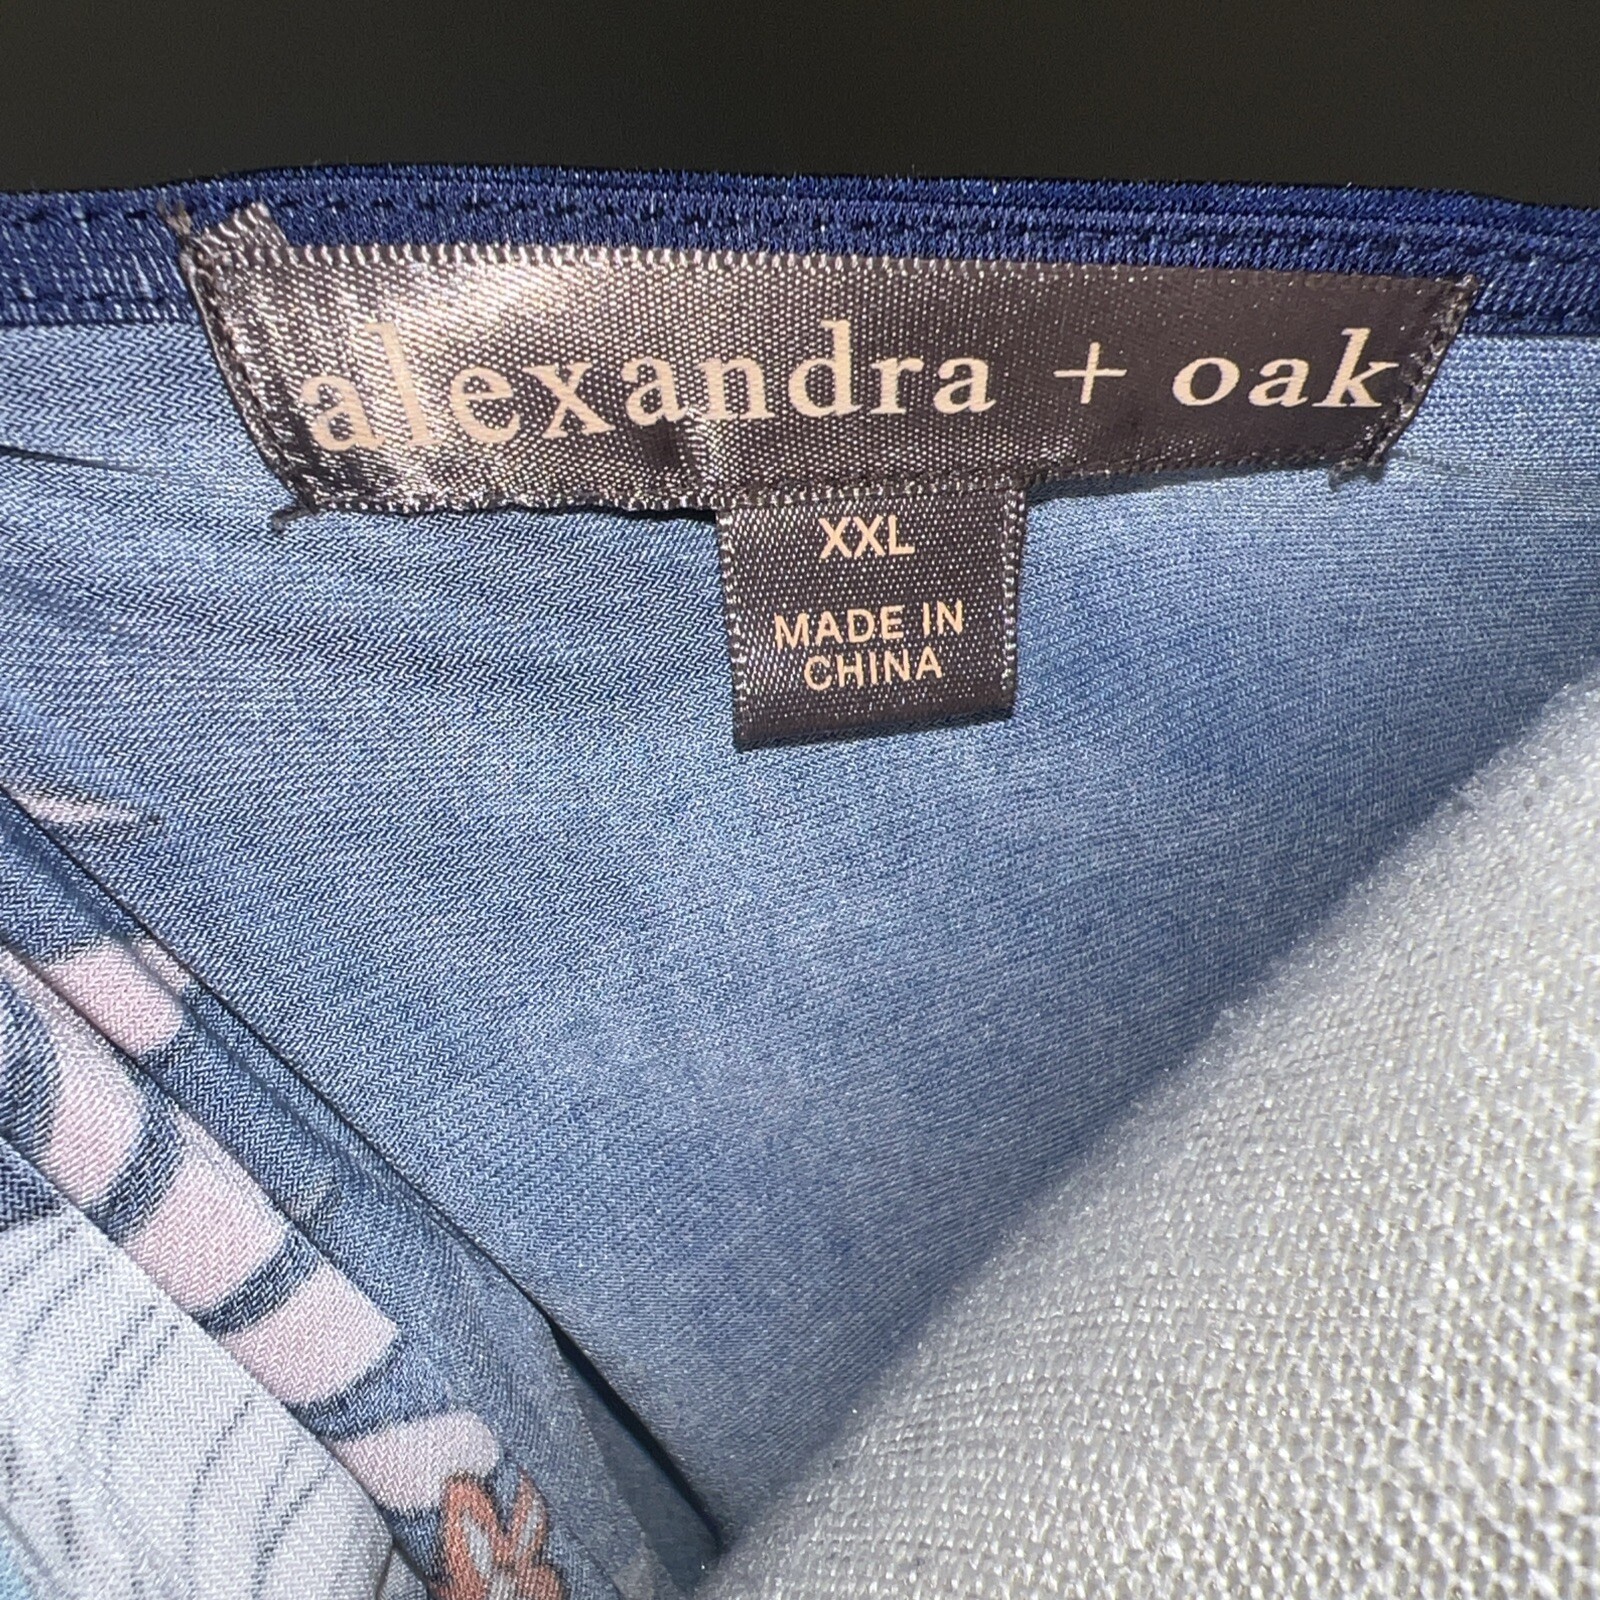 alexandra + oak
XXL
MADE IN
CHINA